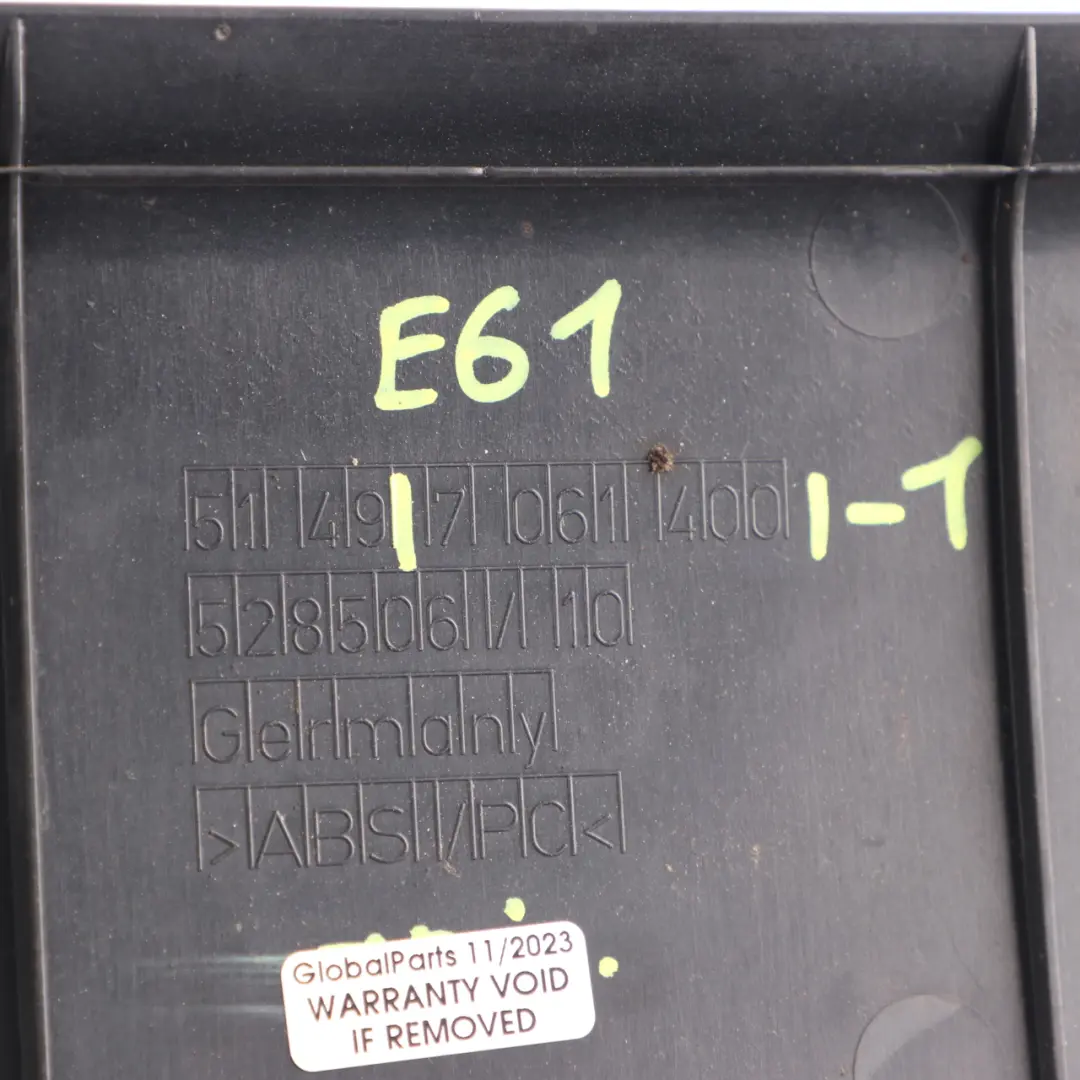 E61
51 49 7 061 400 1-1
528506/10
Germany
>ABS/PC<
GlobalParts 11/2023
WARRANTY VOID
IF REMOVED